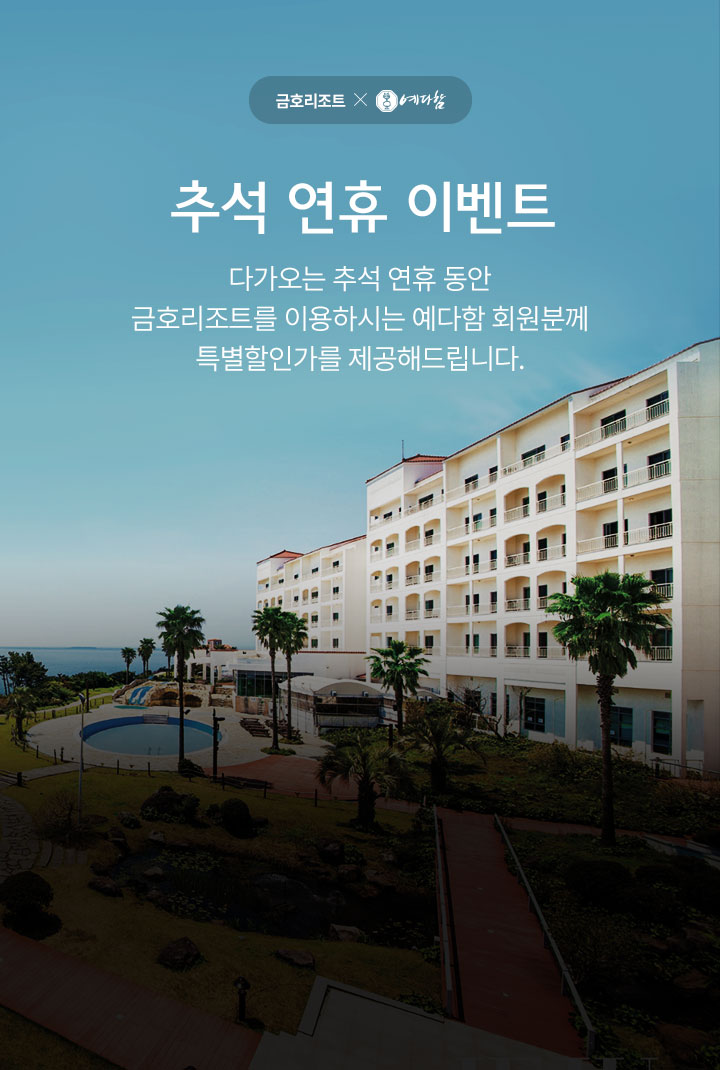 금호리조트 × 예다함
추석 연휴 이벤트
다가오는 추석 연휴 동안
금호리조트를 이용하시는 예다함 회원분께
특별할인가를 제공해드립니다.